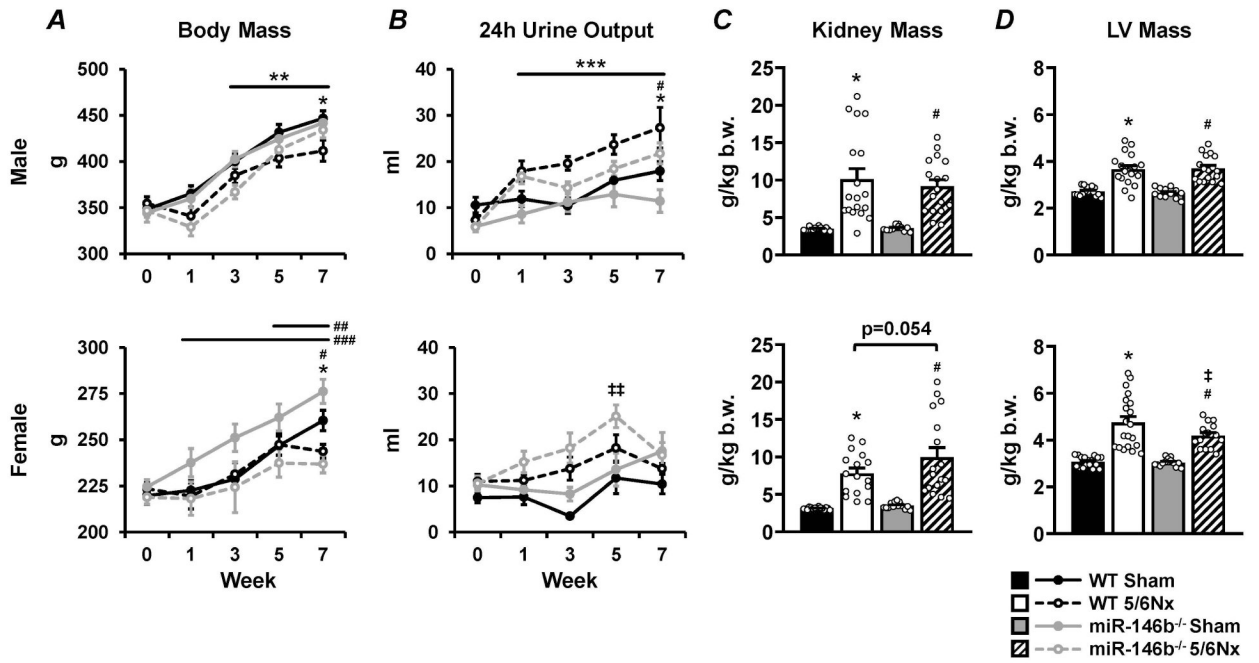 A Body Mass
B 24h Urine Output
C Kidney Mass
D LV Mass
Male
g
500
450
400
350
300
**
*
0 1 3 5 7
ml
40
30
20
10
0
***
#
*
0 1 3 5 7
g/kg b.w.
25
20
15
10
5
0
*
#
g/kg b.w.
8
6
4
2
0
*
#
Female
g
300
275
250
225
200
##
###
#
*
0 1 3 5 7
Week
ml
40
30
20
10
0
‡‡
0 1 3 5 7
Week
g/kg b.w.
25
20
15
10
5
0
p=0.054
*
#
g/kg b.w.
8
6
4
2
0
*
‡
#
WT Sham
WT 5/6Nx
miR-146b-/- Sham
miR-146b-/- 5/6Nx